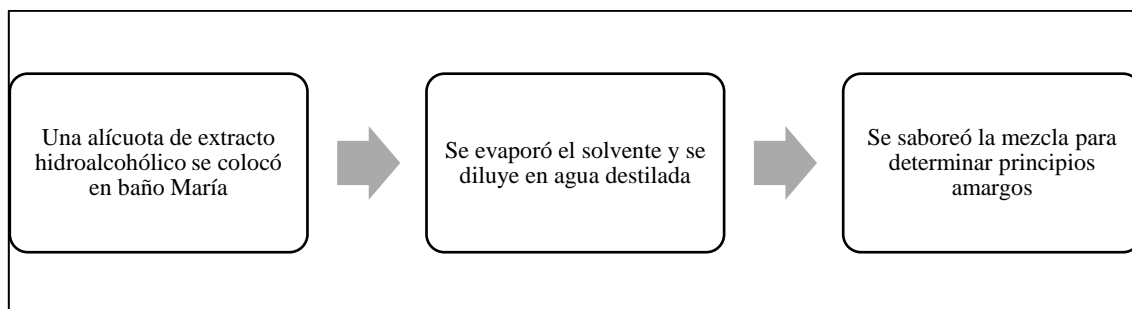 Una alícuota de extracto
hidroalcohólico se colocó
en baño María
Se evaporó el solvente y se
diluye en agua destilada
Se saboreó la mezcla para
determinar principios
amargos